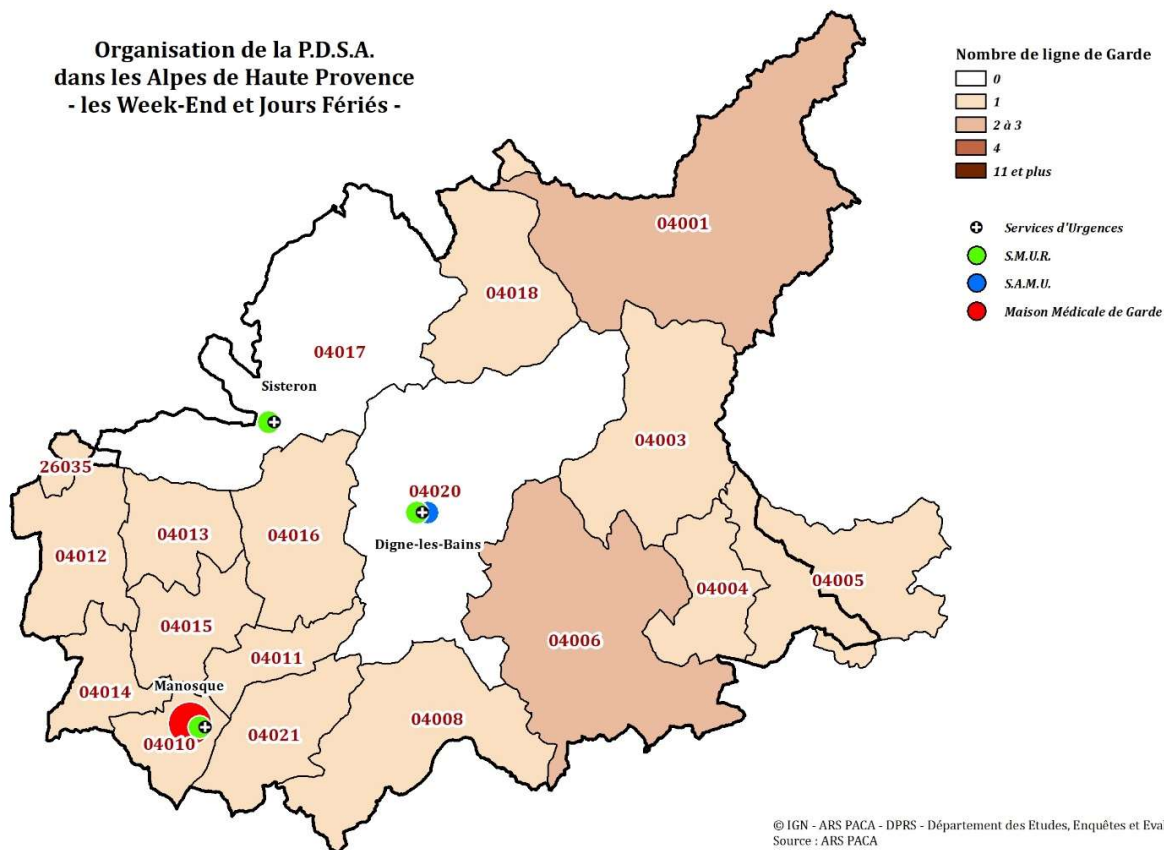 Organisation de la P.D.S.A.
dans les Alpes de Haute Provence
- les Week-End et Jours Fériés -
Nombre de ligne de Garde
0
1
2 à 3
4
11 et plus
Services d'Urgences
S.M.U.R.
S.A.M.U.
Maison Médicale de Garde
04001
04018
04017
Sisteron
04003
26035
04020
04013
04016
04012
Digne-les-Bains
04005
04004
04015
04006
04011
Manosque
04014
04008
04010
04021
© IGN - ARS PACA - DPRS - Département des Etudes, Enquêtes et Eval
Source : ARS PACA